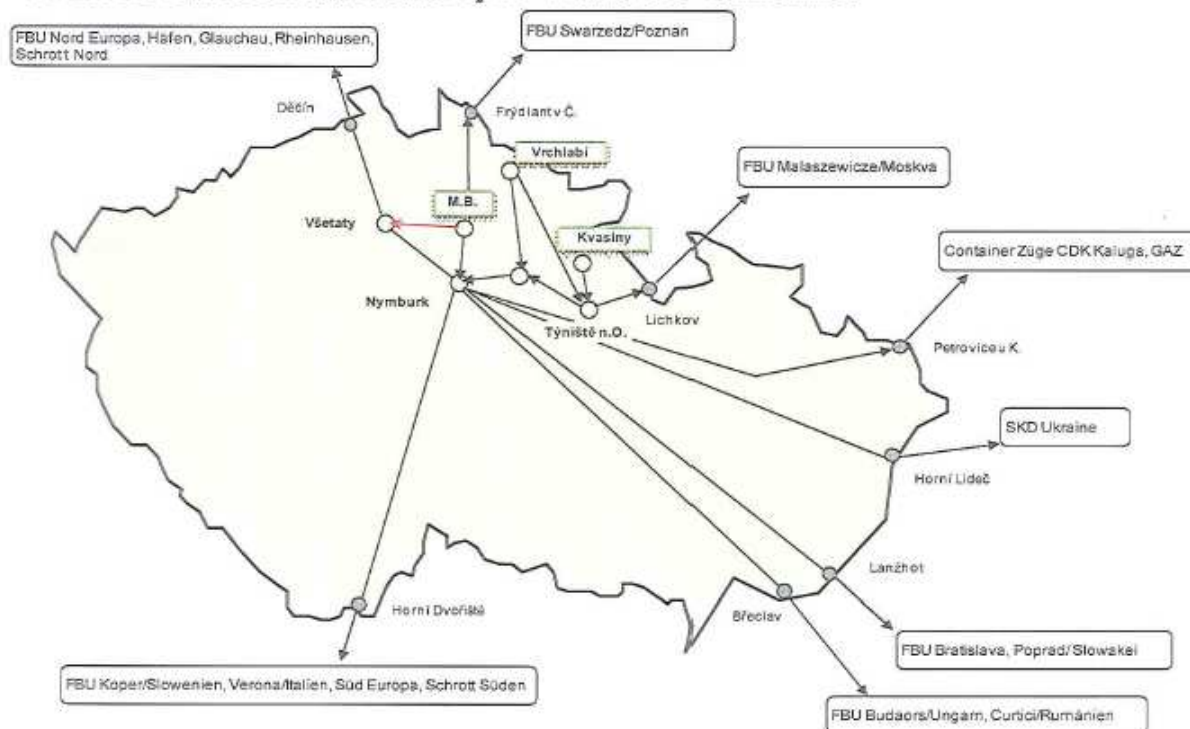 FBU Nord Europa, Häfen, Glauchau, Rheinhausen,
Schrott Nord
FBU Swarzedz/Poznan
Děčín
Frýdlant v Č.
Vrchlabí
FBU Malaszewicze/Moskva
M.B.
Všetaty
Kvasiny
Container Züge CDK Kaluga, GAZ
Nymburk
Lichkov
Týniště n.O.
Petrovice u K.
SKD Ukraine
Horní Lideč
Lanžhot
Horní Dvořiště
Břeclav
FBU Bratislava, Poprad/Slowakei
FBU Koper/Slowenien, Verona/Italien, Süd Europa, Schrott Süden
FBU Budaors/Ungarn, Curtici/Rumänien